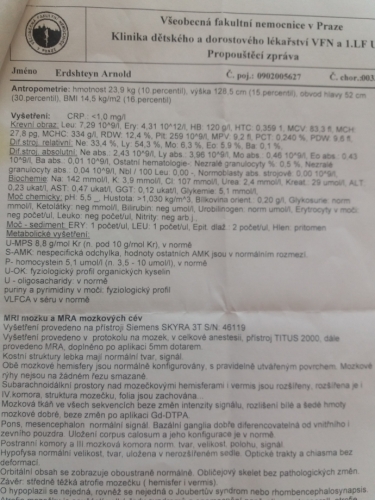 Všeobecná fakultní nemocnice v Praze
Klinika dětského a dorostového lékařství VFN a 1.LF U
Propouštěcí zpráva
Jméno Erdshteyn Arnold Č. poj.: 0902005627 Č. chor.:003
Antropometrie: hmotnost 23,9 kg (10 percentil), výška 128,5 cm (15 percentil), obvod hlavy 52 cm
(30 percentil), BMI 14,5 kg/m2 (16 percentil)
Vyšetření: CRP: <1,0 mg/l
Krevní obraz: Leu: 7,29 10^9/l, Ery: 4,31 10^12/l, HB: 120 g/l, HTC: 0,359 1, MCV: 83,3 fl, MCH:
27,8 pg, MCHC: 334 g/l, RDW: 12,4 %, Plt: 259 10^9/l, MPV: 9,2 fl, PCT: 0,240 %, PDW: 9,6 fl,
Dif.stroj. relativní: Ne: 33,4 %, Ly: 54,3 %, Mo: 6,3 %, Eo: 5,9 %, Ba: 0,1 %,
Dif. stroj. absolutně: Ne abs.: 2,43 10^9/l, Ly abs.: 3,96 10^9/l, Mo abs.: 0,46 10^9/l, Eo abs.: 0,43
10^9/l, Ba abs.: 0,01 10^9/l, Ostatní hematologie- Nezralé granulocyty %: 0,5 %, Nezralé
granulocyty abs.: 0,04 10^9/l, Nbl / 100 Leu: 0,00 -, Normoblasty abs. strojově: 0,00 10^9/l,
Biochemie: Na: 142 mmol/l, K: 3,9 mmol/l, Cl: 107 mmol/l, Urea: 2,4 mmol/l, Kreat.: 29 umol/l, ALT:
0,23 ukat/l, AST: 0,47 ukat/l, GGT: 0,12 ukat/l, Glykemie: 5,1 mmol/l,
Moč chemicky: pH: 5,5 _, Hustota: >1,030 kg/m^3, Bílkovina orient.: 0,20 g/l, Glukosa: norm
mmol/l, Ketolátky: neg mmol/l, Bilirubin: neg umol/l, Urobilinogen: norm umol/l, Erytrocyty v moči:
neg počet/ul, Leuko: neg počet/ul, Nitrity: neg arb j.,
Moč - sediment: ERY: 1 počet/ul, LEU: 1 počet/ul, Epit. dlaž.: 2 počet/ul, Hlen: přítomen
Metabolické vyšetření:
U-MPS 8,8 g/mol Kr (n. pod 10 g/mol Kr), v normě
S-AMK: nespecifická odchylka, hodnoty ostatních AMK jsou v normálním rozmezí.
P- homocystein 5,1 umol/l (n. 3,5 - 10 umol/l), v normě
U-OK: fyziologický profil organických kyselin
U - oligosacharidy: v normě
puriny a pyrimidiny v moči: fyziologický profil
VLFCA v séru v normě
MRI mozku a MRA mozkových cév
Vyšetření provedeno na přístroji Siemens SKYRA 3T S/N: 46119
Vyšetření provedeno v protokolu na mozek, v celkové anestesii, přístroj TITUS 2000, dále
provedeno MRA, doplněno po aplikaci 5mm dotarem.
Kostní struktury lebky mají normální tvar, signál.
Obě mozkové hemisféry jsou normálně konfigurovány, s pravidelně utvářeným povrchem. Mozkové
rýhy nejsou na žádném řezu smazané.
Subarachnoidální prostory nad mozečkovými hemisférami i vermis jsou rozšířeny, rozšířena je i
IV.komora, strukturu mozečku, folia jsou zachována..
Mozková tkáň ve všech sekvencích beze změn intenzity signálu, rozlišení bílé a šedé hmoty
mozkové dobré, beze změn po aplikaci Gd-DTPA.
Pons, mesencephalon normální. Bazální ganglia dobře diferencovatelná od vnitřního i
zevního pouzdra. Uložení corpus calosum a jeho konfigurace je v normě.
Postranní komory a III mozková komora norm. tvar, velikost, polohu, signál.
Hypofysa normální velikost, tvar, uložena v nerozšířeném sedle. Optické trakty a chiasma bez
deformací.
Orbitální obsah se zobrazuje normálně. Obličejový skelet bez patologických změn.
Závěr: středně těžká atrofie mozečku ( hemisfer i vermis).
O hypoplazii se nejedná, rovněž se nejedná o Joubertův syndrom nebo rhombencephalosynapsis.